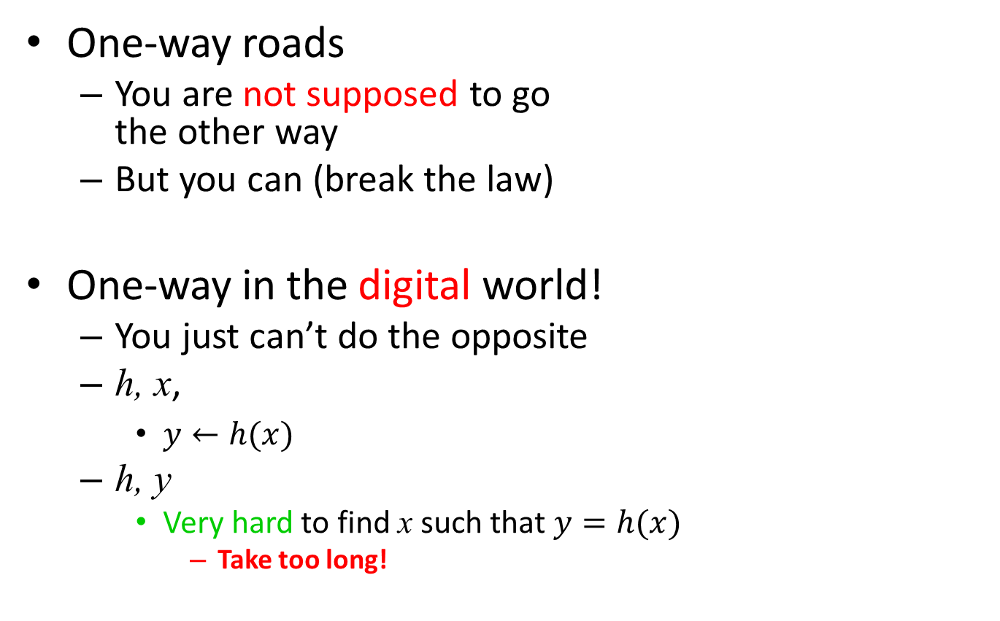 • One-way roads
– You are not supposed to go
the other way
– But you can (break the law)
• One-way in the digital world!
– You just can’t do the opposite
– h, x,
• y ← h(x)
– h, y
• Very hard to find x such that y = h(x)
– Take too long!